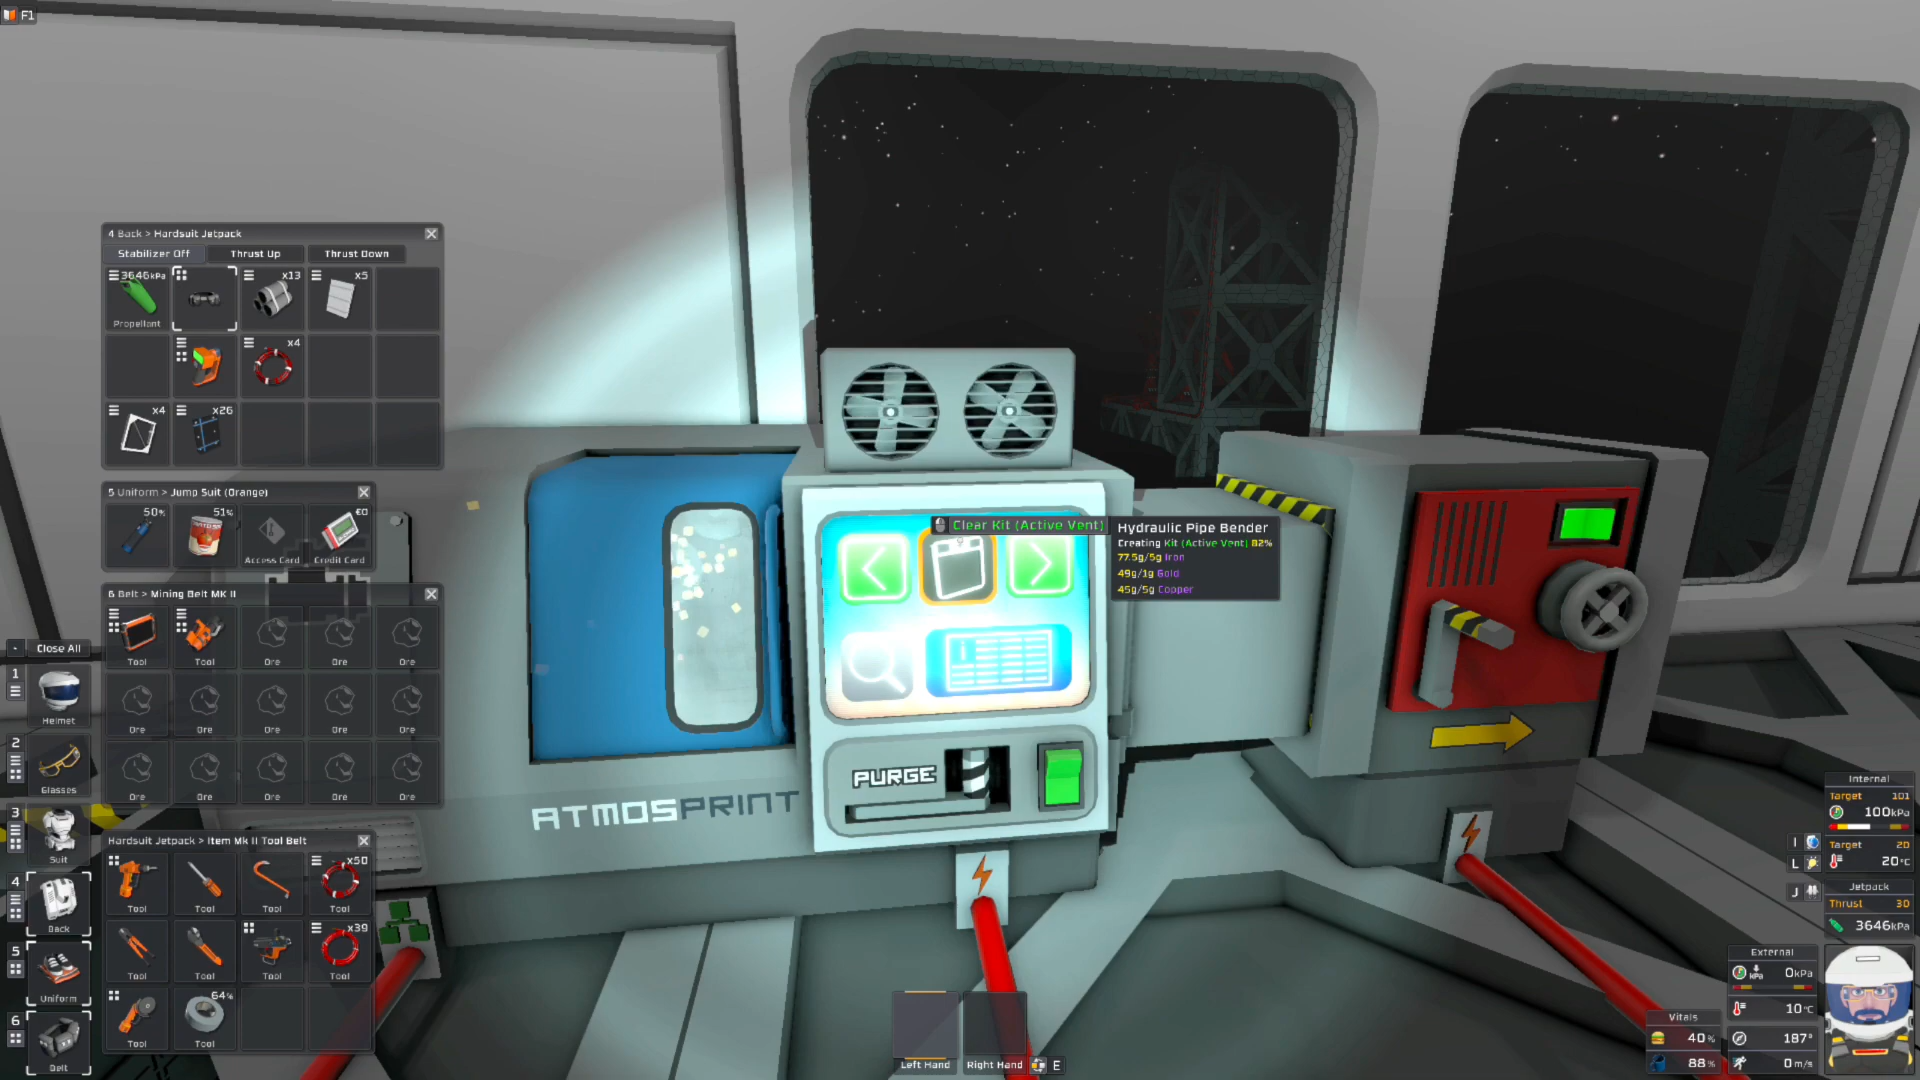 F1
4 Back > Hardsuit Jetpack
Stabilizer Off
Thrust Up
Thrust Down
3646kPa
x13
x5
Propellant
x4
x4
x26
5 Uniform > Jump Suit (Orange)
50%
51%
€0
Access Card
Credit Card
6 Belt > Mining Belt MK II
Tool
Tool
Ore
Ore
Ore
Ore
Ore
Ore
Ore
Ore
Ore
Ore
Ore
Ore
Ore
Hardsuit Jetpack > Item Mk II Tool Belt
x50
Tool
Tool
Tool
Tool
x39
Tool
Tool
Tool
Tool
64%
Tool
Tool
- Close All
1
Helmet
2
Glasses
3
Suit
4
Back
5
Uniform
6
Belt
Clear Kit (Active Vent)
Hydraulic Pipe Bender
Creating Kit (Active Vent) 82%
77.5g/5g Iron
49g/1g Gold
45g/5g Copper
PURGE
ATMOSPRINT
Left Hand
Right Hand
E
Internal
Target 101
100kPa
I
Target 20
L
20°C
Jetpack
J
Thrust 30
3646kPa
External
kPa
0kPa
10°C
187°
0m/s
Vitals
40%
88%